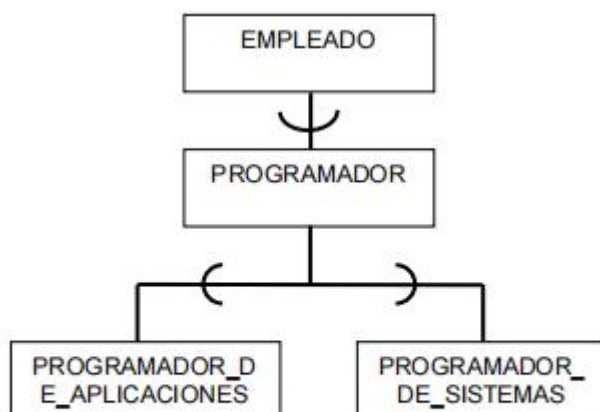 EMPLEADO
PROGRAMADOR
PROGRAMADOR_D
E_APLICACIONES
PROGRAMADOR_
DE_SISTEMAS